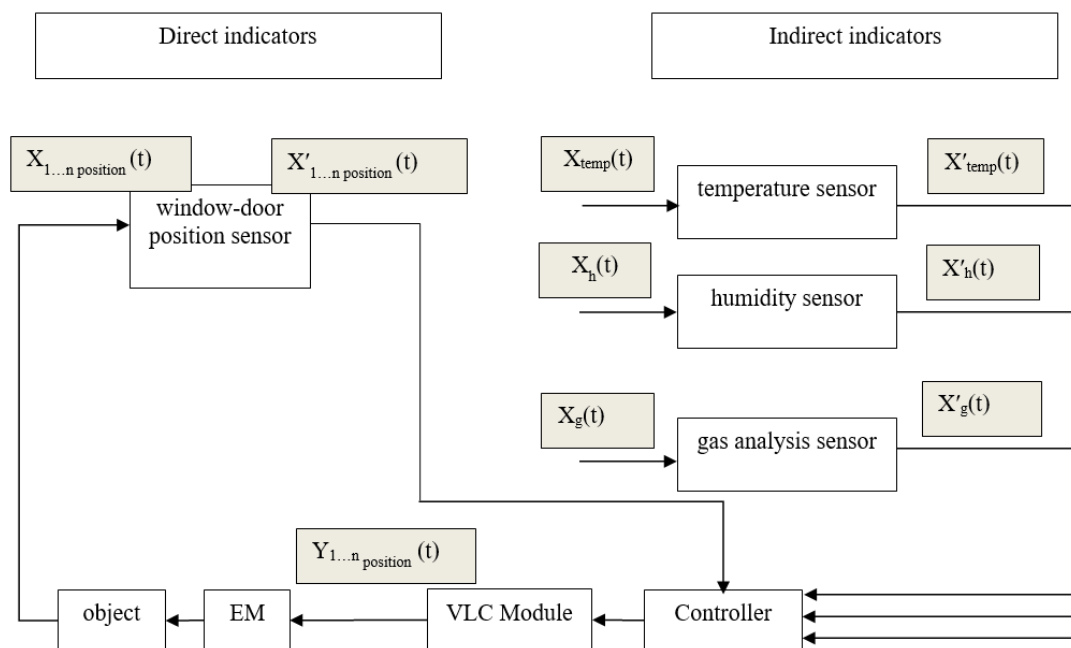 Direct indicators
Indirect indicators
X1…n position(t)
X′1…n position(t)
window-door
position sensor
Xtemp(t)
temperature sensor
X′temp(t)
Xh(t)
humidity sensor
X′h(t)
Xg(t)
gas analysis sensor
X′g(t)
Y1…n position (t)
object
EM
VLC Module
Controller